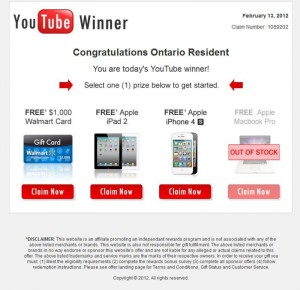 YouTube Winner
February 13, 2012
Claim Number: 1089202
Congratulations Ontario Resident
You are today's YouTube winner!
Select one (1) prize below to get started.
FREE¹ $1,000
Walmart Card
FREE¹ Apple
iPad 2
FREE¹ Apple
iPhone 4 S
FREE¹ Apple
Macbook Pro
Gift Card
Walmart
OUT OF STOCK
Claim Now
Claim Now
Claim Now
Claim Now
¹DISCLAIMER: This website is an affiliate promoting an independent rewards program and is not associated with any of the
above listed merchants or brands. This website is also not responsible for gift fulfillment. The above listed merchants or
brands in no way endorse or sponsor this website's offer and are not liable for any alleged or actual claims related to this
offer. The above listed trademarks and service marks are the marks of their respective owners. In order to receive your gift you
must: (1) Meet the eligibility requirements (2) complete the rewards bonus survey (3) complete all sponsor offers (4) follow
redemption instructions. Please see offer landing page for Terms and Conditions, Gift Status and Customer Service.
Copyright © 2012. All rights reserved.